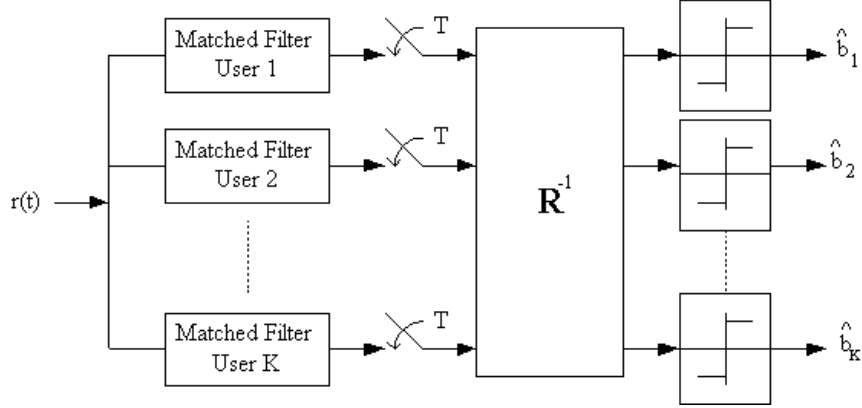 Matched Filter
User 1
T
b̂₁
Matched Filter
User 2
T
b̂₂
r(t)
R⁻¹
Matched Filter
User K
T
b̂ₖ